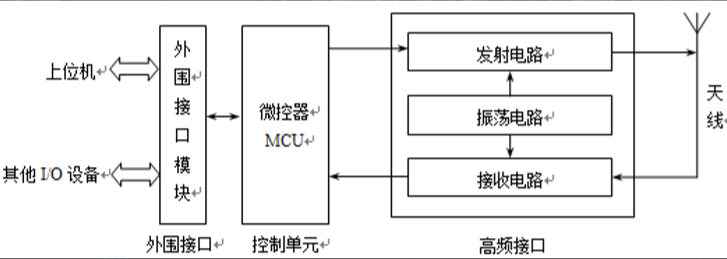 上位机
其他 I/O 设备
外
围
接
口
模
块
外围接口
微控器
MCU
控制单元
发射电路
振荡电路
接收电路
高频接口
天
线